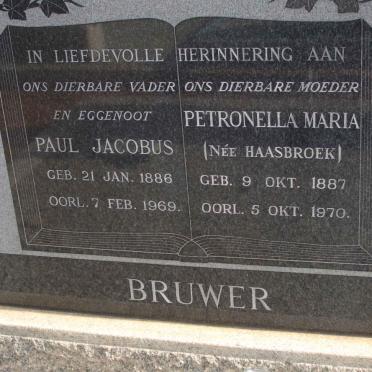 IN LIEFDEVOLLE HERINNERING AAN
ONS DIERBARE VADER
EN EGGENOOT
PAUL JACOBUS
GEB. 21 JAN. 1886
OORL. 7 FEB. 1969.
ONS DIERBARE MOEDER
PETRONELLA MARIA
(NÉE HAASBROEK)
GEB. 9 OKT. 1887
OORL. 5 OKT. 1970.
BRUWER